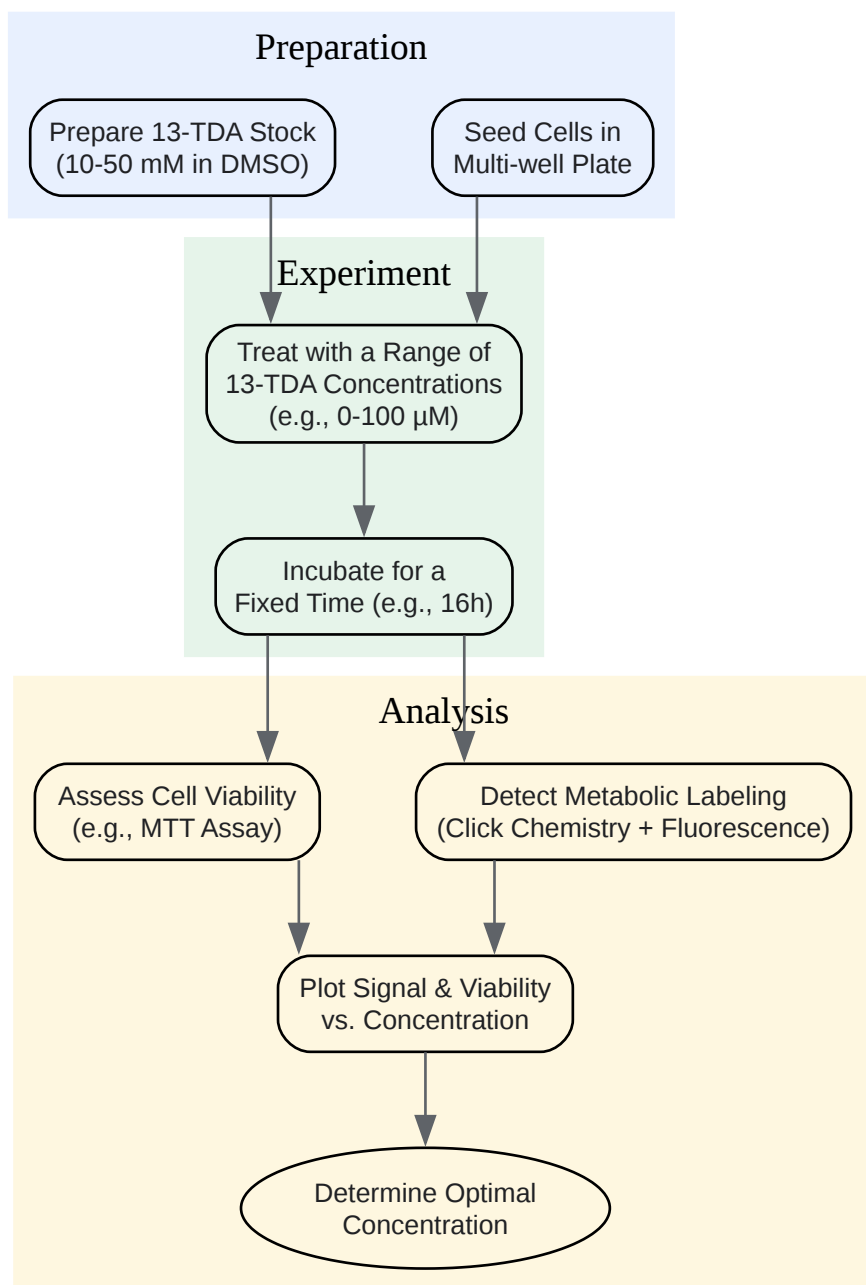 Preparation
Prepare 13-TDA Stock
(10-50 mM in DMSO)
Seed Cells in
Multi-well Plate
Experiment
Treat with a Range of
13-TDA Concentrations
(e.g., 0-100 µM)
Incubate for a
Fixed Time (e.g., 16h)
Analysis
Assess Cell Viability
(e.g., MTT Assay)
Detect Metabolic Labeling
(Click Chemistry + Fluorescence)
Plot Signal & Viability
vs. Concentration
Determine Optimal
Concentration